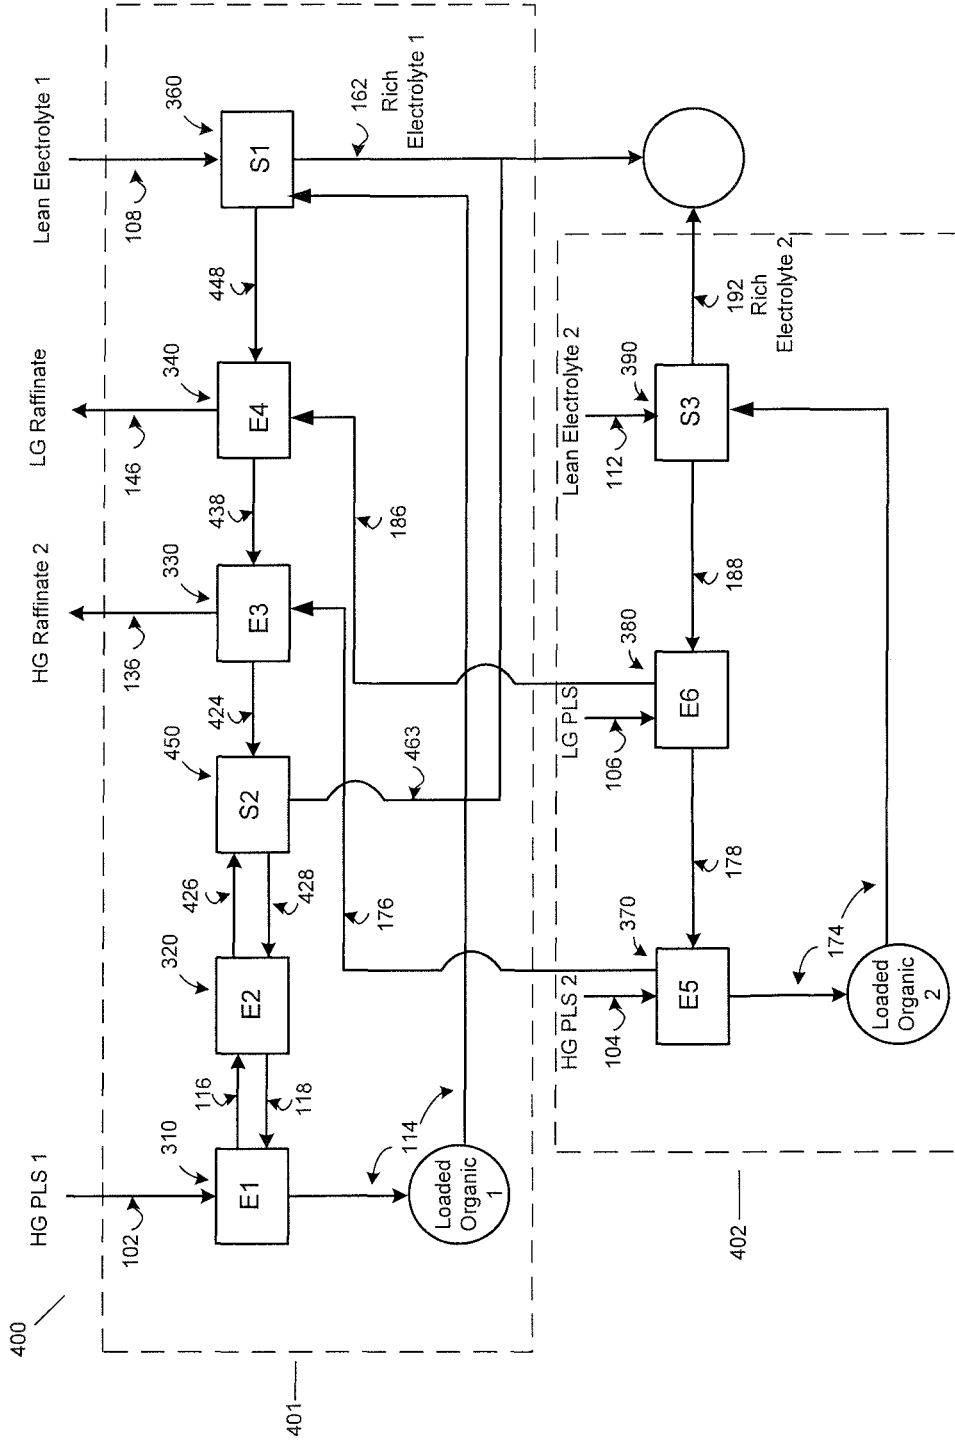 400
401
HG PLS 1
HG Raffinate 2
LG Raffinate
Lean Electrolyte 1
102
136
146
108
310
320
450
330
340
360
E1
E2
S2
E3
E4
S1
116
118
426
428
424
438
448
114
Loaded
Organic
1
176
463
186
162
Rich
Electrolyte 1
402
HG PLS 2
LG PLS
Lean Electrolyte 2
104
106
112
370
380
390
E5
E6
S3
178
188
192
Rich
Electrolyte 2
174
Loaded
Organic
2